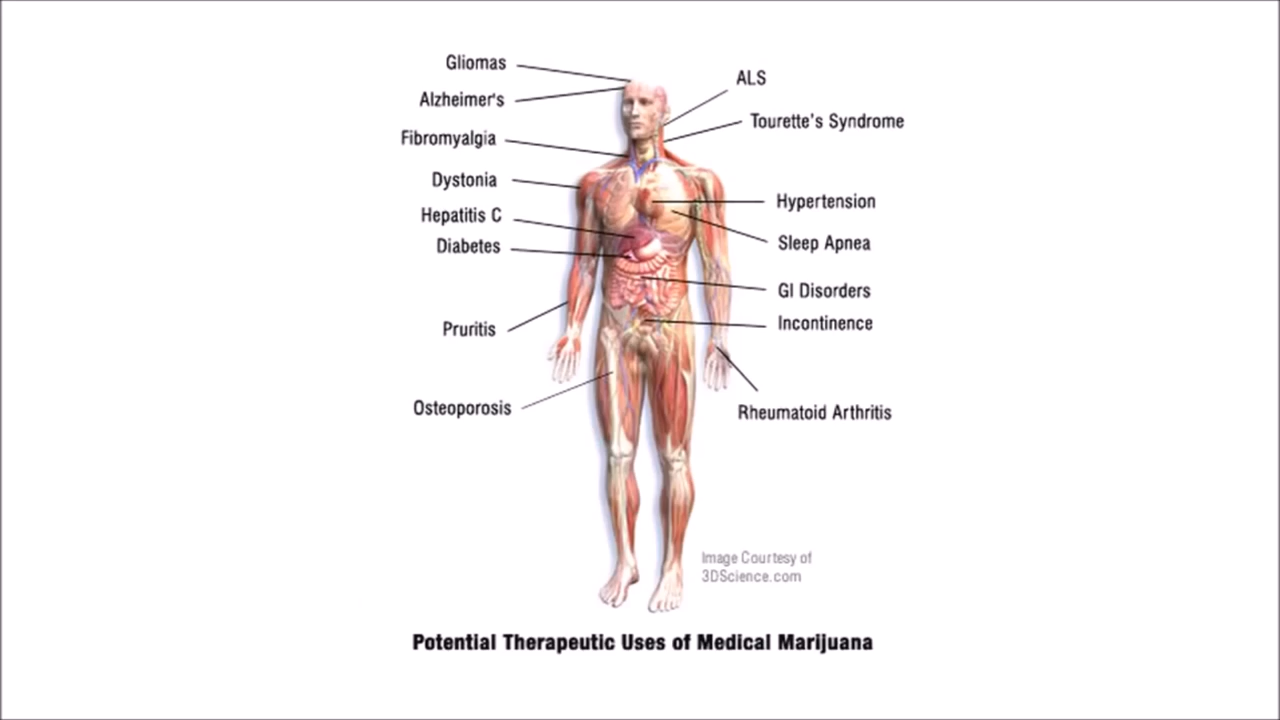 Gliomas
Alzheimer's
Fibromyalgia
Dystonia
Hepatitis C
Diabetes
Pruritis
Osteoporosis
ALS
Tourette's Syndrome
Hypertension
Sleep Apnea
GI Disorders
Incontinence
Rheumatoid Arthritis
Image Courtesy of
3DScience.com
Potential Therapeutic Uses of Medical Marijuana